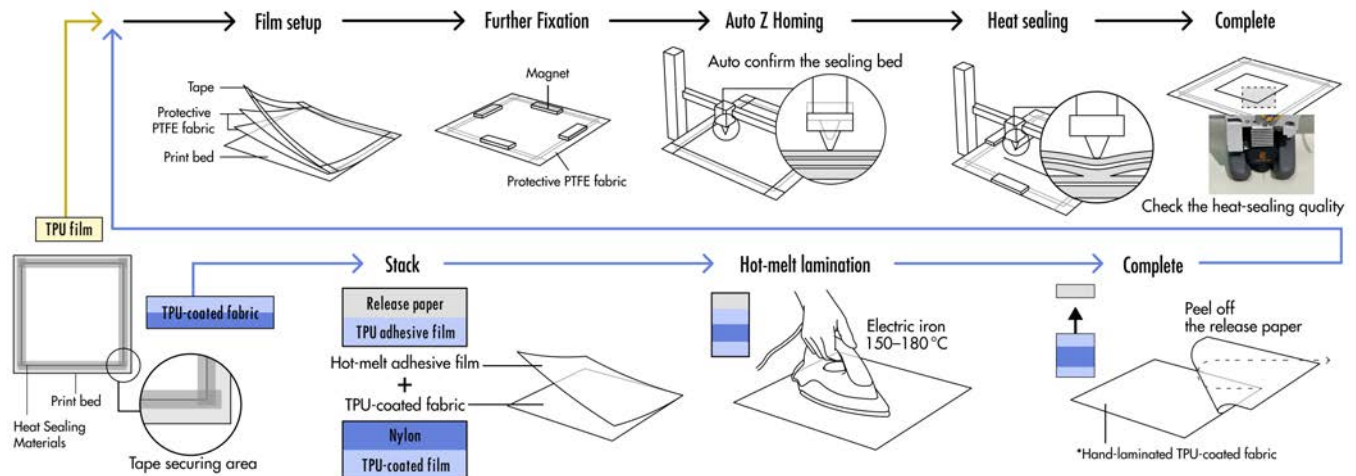 Film setup
Further Fixation
Auto Z Homing
Heat sealing
Complete
Tape
Protective
PTFE fabric
Print bed
Magnet
Protective PTFE fabric
Auto confirm the sealing bed
Check the heat-sealing quality
TPU film
TPU-coated fabric
Print bed
Heat Sealing
Materials
Tape securing area
Stack
Release paper
TPU adhesive film
Hot-melt adhesive film
+
TPU-coated fabric
Nylon
TPU-coated film
Hot-melt lamination
Electric iron
150–180 °C
Complete
Peel off
the release paper
*Hand-laminated TPU-coated fabric